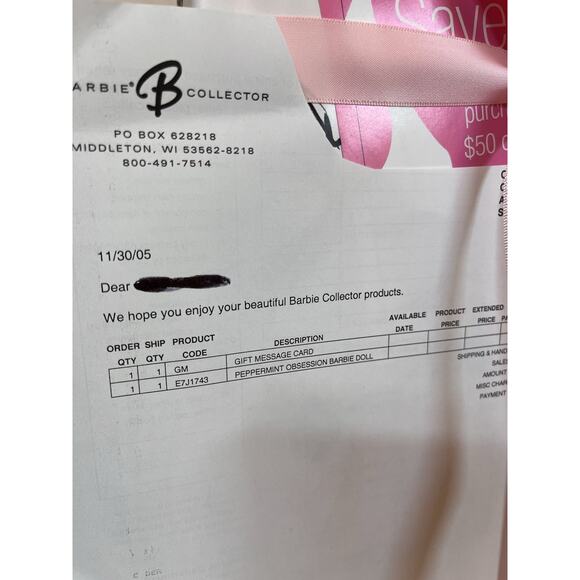 ARBIE® B COLLECTOR
PO BOX 628218
MIDDLETON, WI 53562-8218
800-491-7514
Save
purch
$50 o
11/30/05
Dear
We hope you enjoy your beautiful Barbie Collector products.
ORDER QTY SHIP QTY PRODUCT CODE DESCRIPTION AVAILABLE DATE PRODUCT PRICE EXTENDED PRICE
1 1 GM GIFT MESSAGE CARD
1 1 E7J1743 PEPPERMINT OBSESSION BARBIE DOLL
SHIPPING & HAND
SALES
AMOUNT
MISC CHAR
PAYMENT